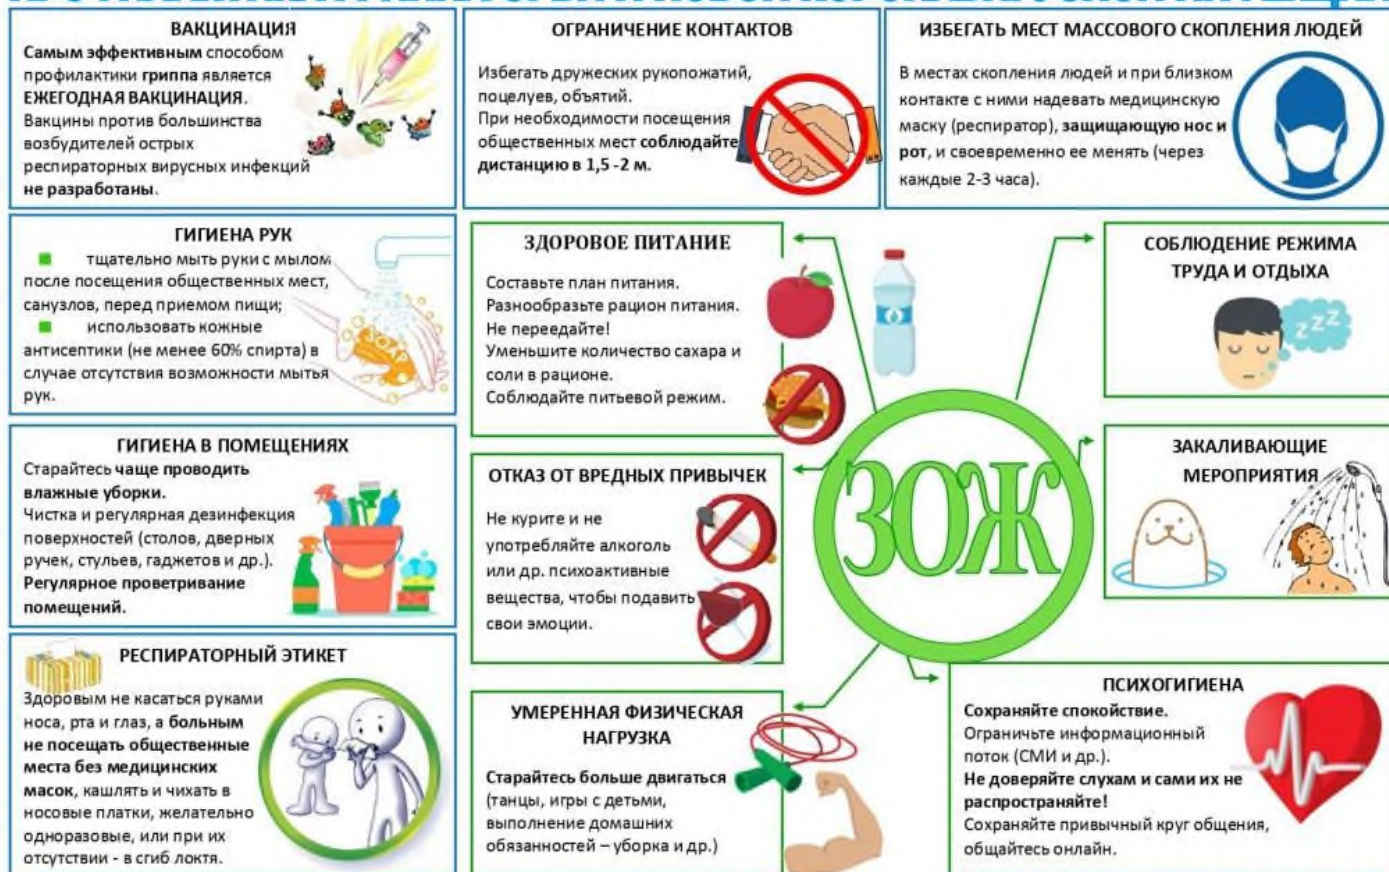 ВАКЦИНАЦИЯ
Самым эффективным способом
профилактики гриппа является
ЕЖЕГОДНАЯ ВАКЦИНАЦИЯ.
Вакцины против большинства
возбудителей острых
респираторных вирусных инфекций
не разработаны.
ОГРАНИЧЕНИЕ КОНТАКТОВ
Избегать дружеских рукопожатий,
поцелуев, объятий.
При необходимости посещения
общественных мест соблюдайте
дистанцию в 1,5 -2 м.
ИЗБЕГАТЬ МЕСТ МАССОВОГО СКОПЛЕНИЯ ЛЮДЕЙ
В местах скопления людей и при близком
контакте с ними надевать медицинскую
маску (респиратор), защищающую нос и
рот, и своевременно ее менять (через
каждые 2-3 часа).
ГИГИЕНА РУК
тщательно мыть руки с мылом
после посещения общественных мест,
санузлов, перед приемом пищи;
использовать кожные
антисептики (не менее 60% спирта) в
случае отсутствия возможности мытья
рук.
ЗДОРОВОЕ ПИТАНИЕ
Составьте план питания.
Разнообразьте рацион питания.
Не переедайте!
Уменьшите количество сахара и
соли в рационе.
Соблюдайте питьевой режим.
СОБЛЮДЕНИЕ РЕЖИМА
ТРУДА И ОТДЫХА
zzz
ГИГИЕНА В ПОМЕЩЕНИЯХ
Старайтесь чаще проводить
влажные уборки.
Чистка и регулярная дезинфекция
поверхностей (столов, дверных
ручек, стульев, гаджетов и др.).
Регулярное проветривание
помещений.
ОТКАЗ ОТ ВРЕДНЫХ ПРИВЫЧЕК
Не курите и не
употребляйте алкоголь
или др. психоактивные
вещества, чтобы подавить
свои эмоции.
ЗОЖ
ЗАКАЛИВАЮЩИЕ
МЕРОПРИЯТИЯ
РЕСПИРАТОРНЫЙ ЭТИКЕТ
Здоровым не касаться руками
носа, рта и глаз, а больным
не посещать общественные
места без медицинских
масок, кашлять и чихать в
носовые платки, желательно
одноразовые, или при их
отсутствии - в сгиб локтя.
УМЕРЕННАЯ ФИЗИЧЕСКАЯ
НАГРУЗКА
Старайтесь больше двигаться
(танцы, игры с детьми,
выполнение домашних
обязанностей – уборка и др.)
ПСИХОГИГИЕНА
Сохраняйте спокойствие.
Ограничьте информационный
поток (СМИ и др.).
Не доверяйте слухам и сами их не
распространяйте!
Сохраняйте привычный круг общения,
общайтесь онлайн.